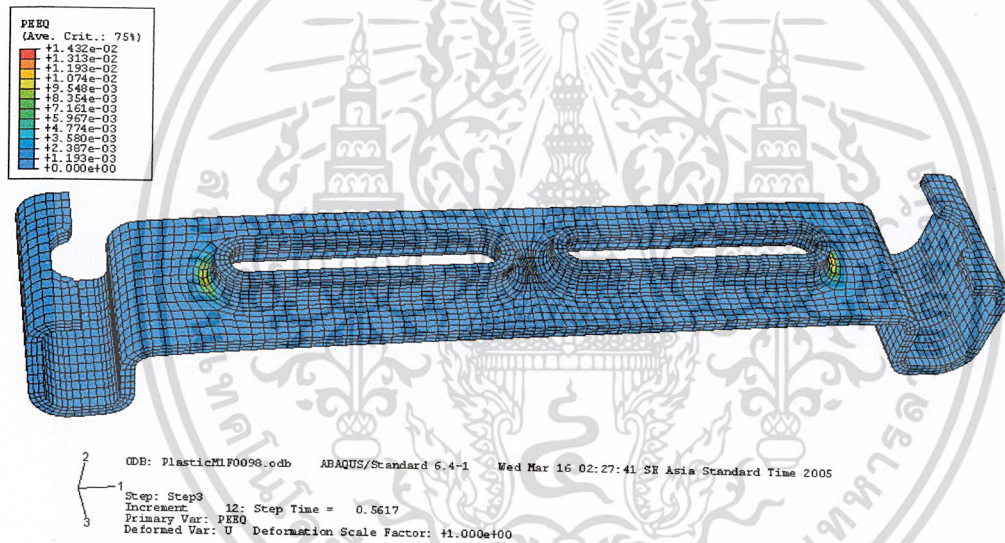 PEEQ
(Ave. Crit.: 75%)
+1.432e-02
+1.313e-02
+1.193e-02
+1.074e-02
+9.548e-03
+8.354e-03
+7.161e-03
+5.967e-03
+4.774e-03
+3.580e-03
+2.387e-03
+1.193e-03
+0.000e+00
2
1
3
ODB: PlasticM1F0098.odb ABAQUS/Standard 6.4-1 Wed Mar 16 02:27:41 SE Asia Standard Time 2005
Step: Step3
Increment 12: Step Time = 0.5617
Primary Var: PEEQ
Deformed Var: U Deformation Scale Factor: +1.000e+00